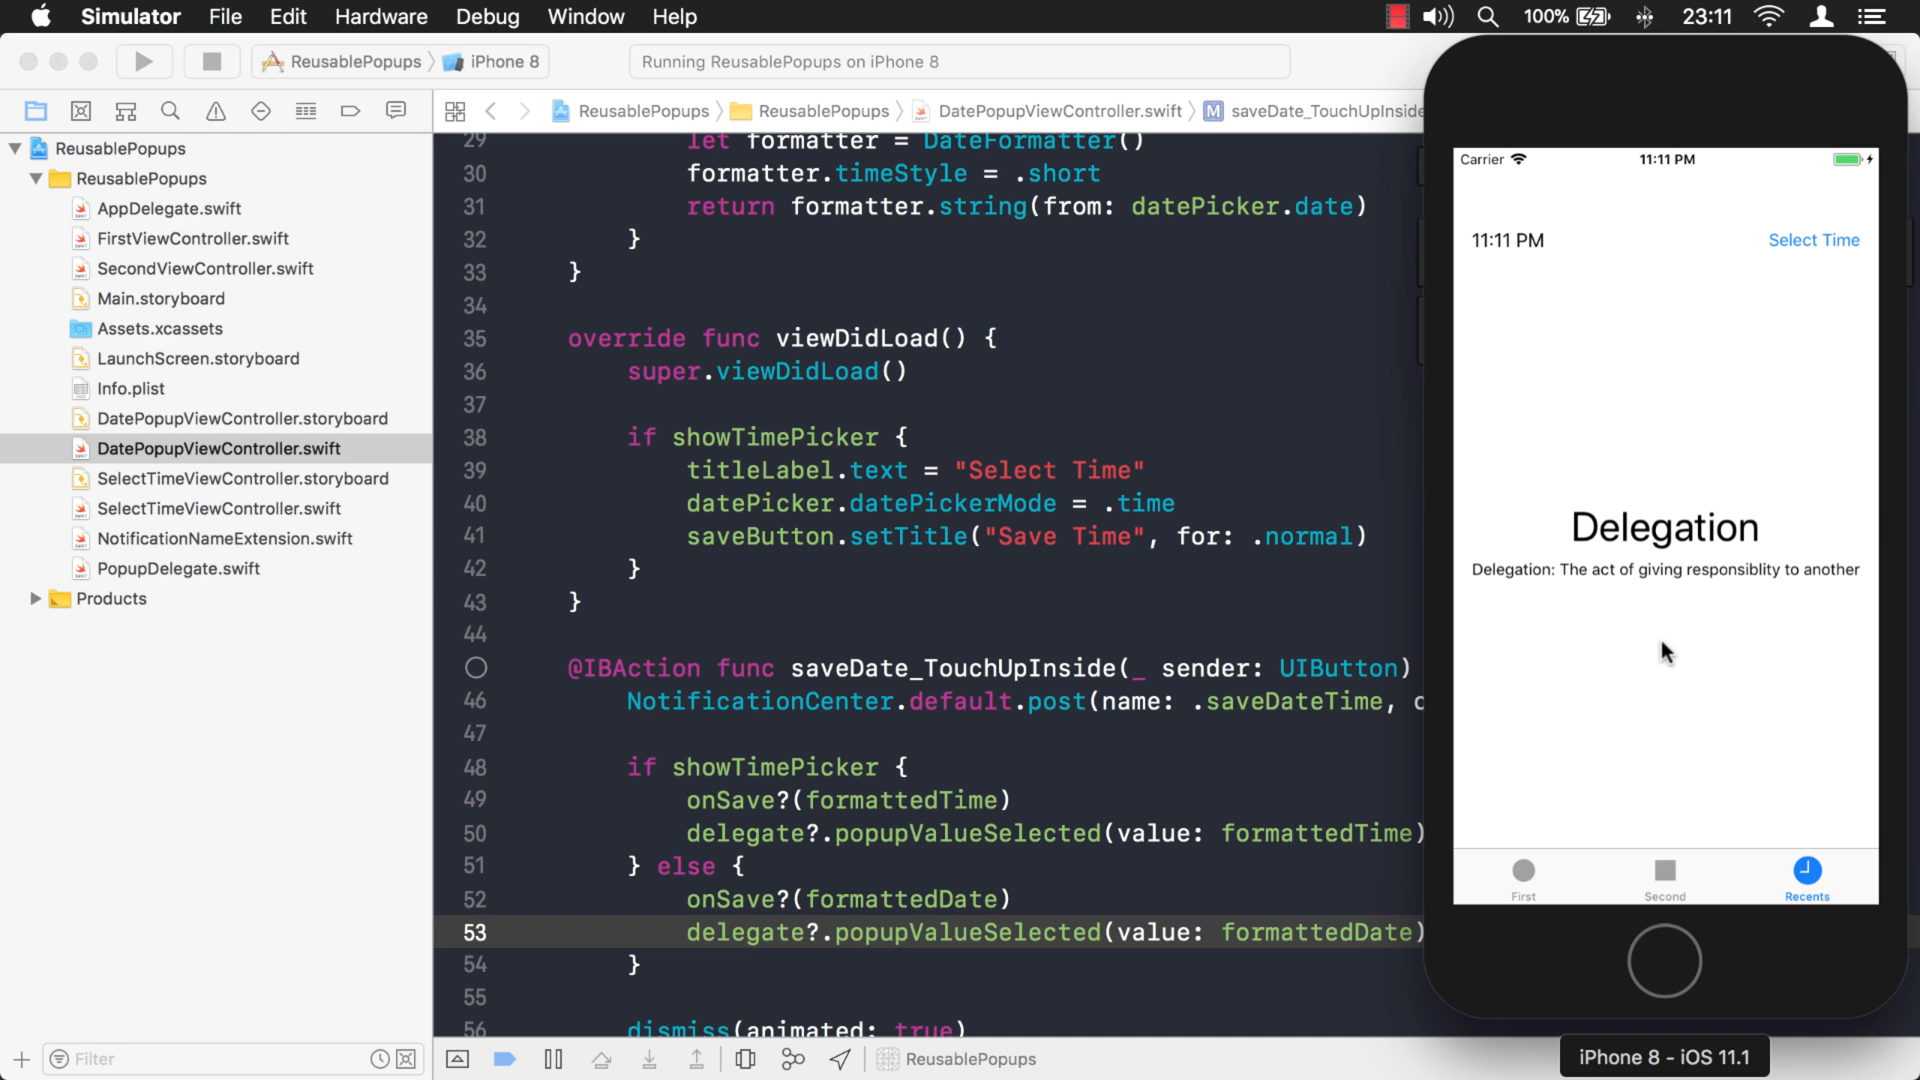 Simulator File Edit Hardware Debug Window Help 100% 23:11
ReusablePopups iPhone 8 Running ReusablePopups on iPhone 8
ReusablePopups ReusablePopups DatePopupViewController.swift M saveDate_TouchUpInside
ReusablePopups
ReusablePopups
AppDelegate.swift
FirstViewController.swift
SecondViewController.swift
Main.storyboard
Assets.xcassets
LaunchScreen.storyboard
Info.plist
DatePopupViewController.storyboard
DatePopupViewController.swift
SelectTimeViewController.storyboard
SelectTimeViewController.swift
NotificationNameExtension.swift
PopupDelegate.swift
Products
Filter
29 let formatter = DateFormatter()
30 formatter.timeStyle = .short
31 return formatter.string(from: datePicker.date)
32 }
33 }
34
35 override func viewDidLoad() {
36 super.viewDidLoad()
37
38 if showTimePicker {
39 titleLabel.text = "Select Time"
40 datePicker.datePickerMode = .time
41 saveButton.setTitle("Save Time", for: .normal)
42 }
43 }
44
@IBAction func saveDate_TouchUpInside(_ sender: UIButton)
46 NotificationCenter.default.post(name: .saveDateTime,
47
48 if showTimePicker {
49 onSave?(formattedTime)
50 delegate?.popupValueSelected(value: formattedTime)
51 } else {
52 onSave?(formattedDate)
53 delegate?.popupValueSelected(value: formattedDate)
54 }
55
56 dismiss(animated: true)
ReusablePopups
Carrier 11:11 PM
11:11 PM Select Time
Delegation
Delegation: The act of giving responsiblity to another
First Second Recents
iPhone 8 - iOS 11.1